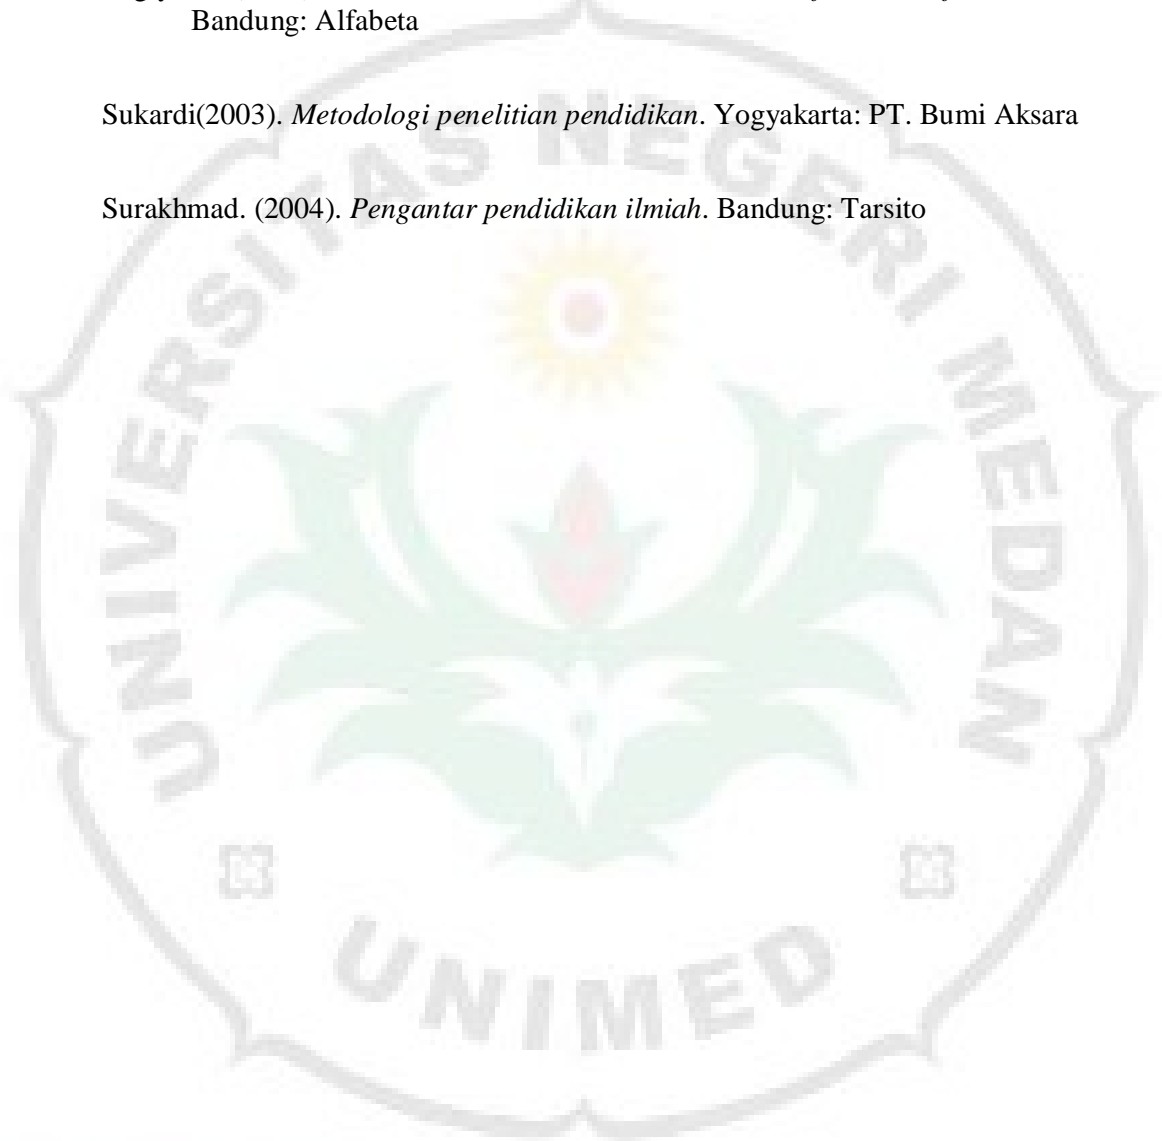 Bandung: Alfabeta
Sukardi(2003). Metodologi penelitian pendidikan. Yogyakarta: PT. Bumi Aksara
Surakhmad. (2004). Pengantar pendidikan ilmiah. Bandung: Tarsito
UNIVERSITAS NEGERI MEDAN
UNIMED